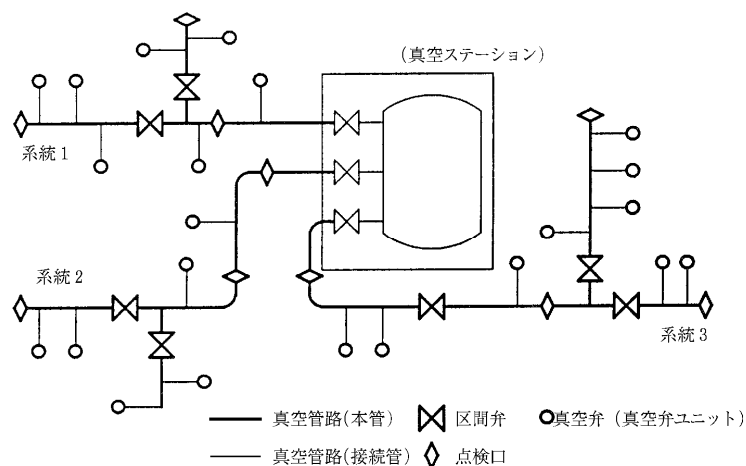 (真空ステーション)
系統1
系統2
系統3
真空管路(本管)
区間弁
真空弁(真空弁ユニット)
真空管路(接続管)
点検口